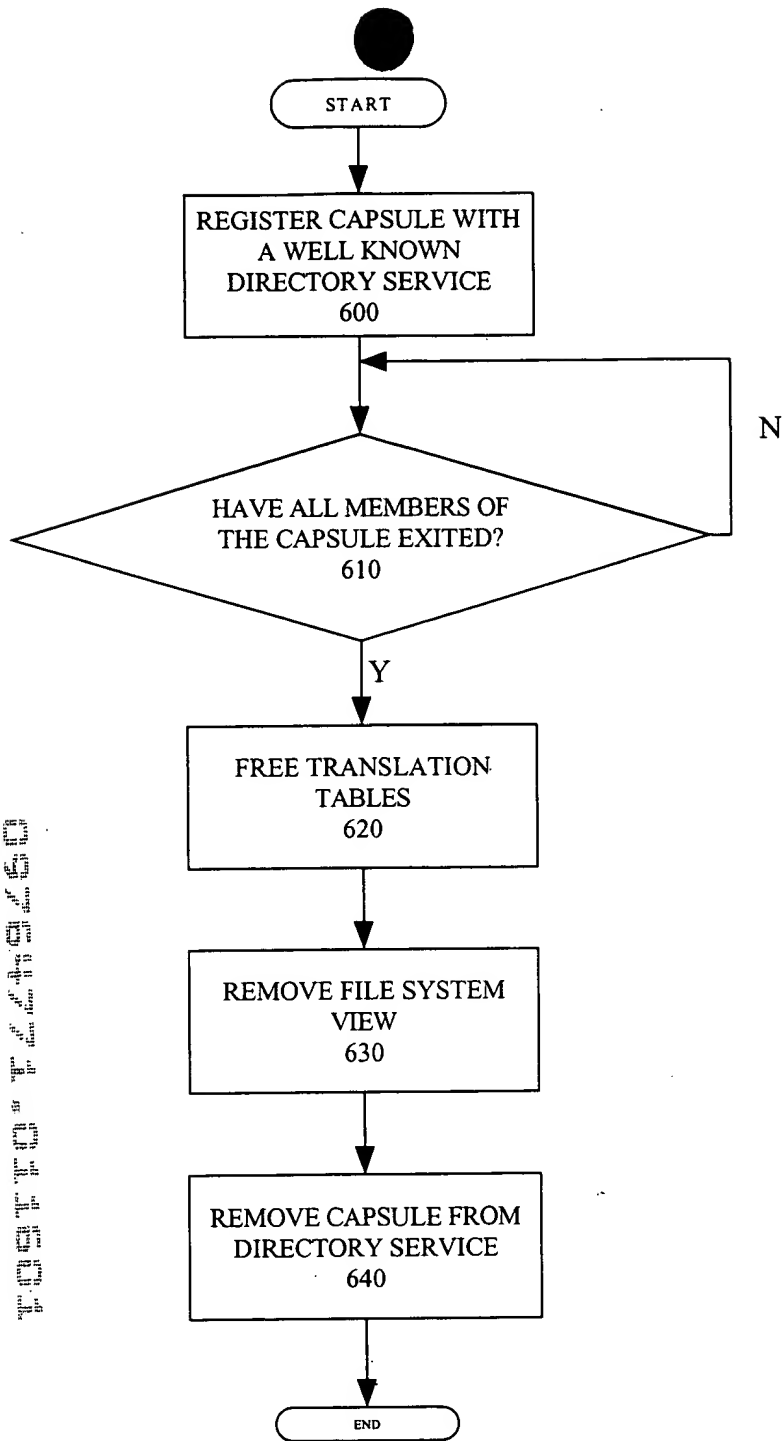 START
REGISTER CAPSULE WITH
A WELL KNOWN
DIRECTORY SERVICE
600
N
HAVE ALL MEMBERS OF
THE CAPSULE EXITED?
610
Y
FREE TRANSLATION
TABLES
620
REMOVE FILE SYSTEM
VIEW
630
REMOVE CAPSULE FROM
DIRECTORY SERVICE
640
END